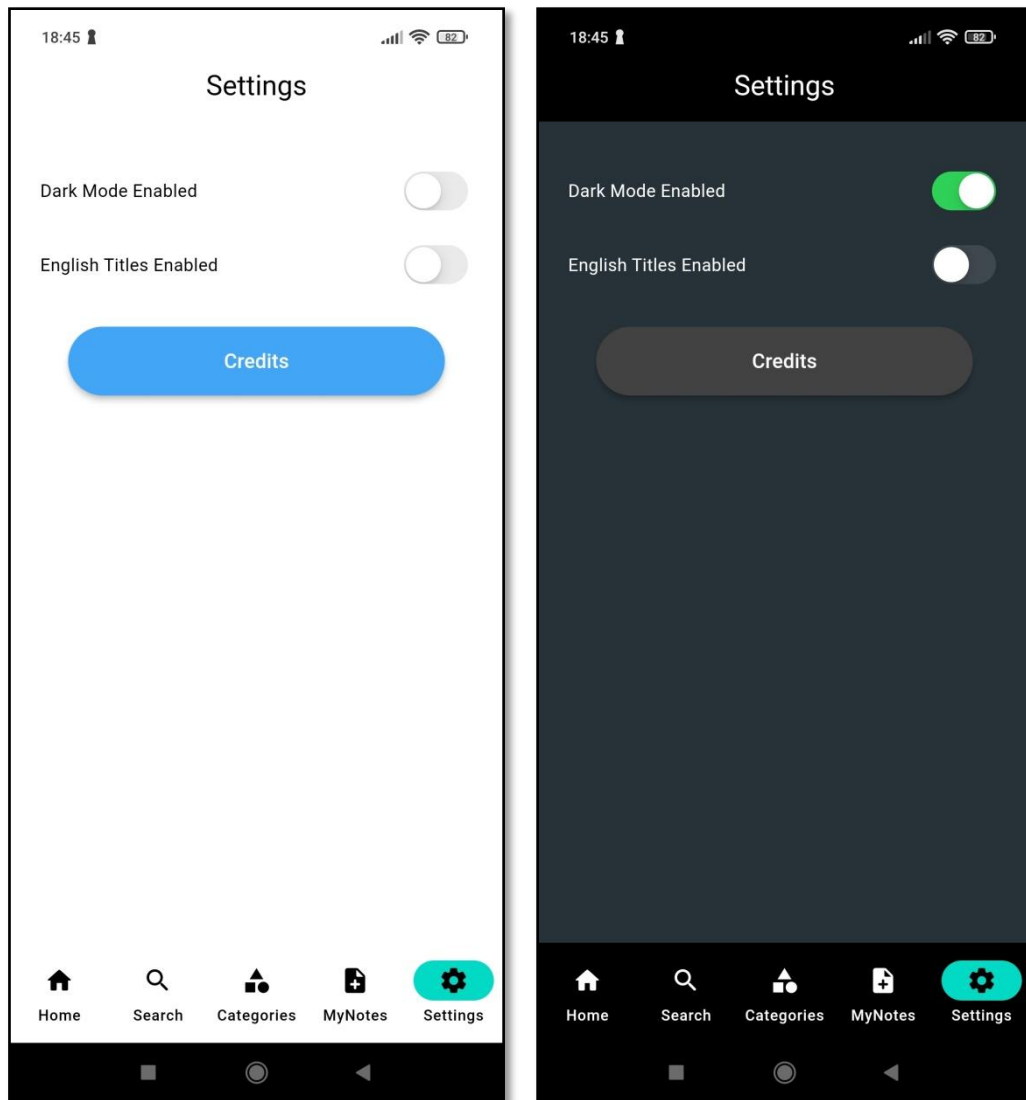 18:45
82
Settings
Dark Mode Enabled
English Titles Enabled
Credits
Home Search Categories MyNotes Settings
18:45
82
Settings
Dark Mode Enabled
English Titles Enabled
Credits
Home Search Categories MyNotes Settings